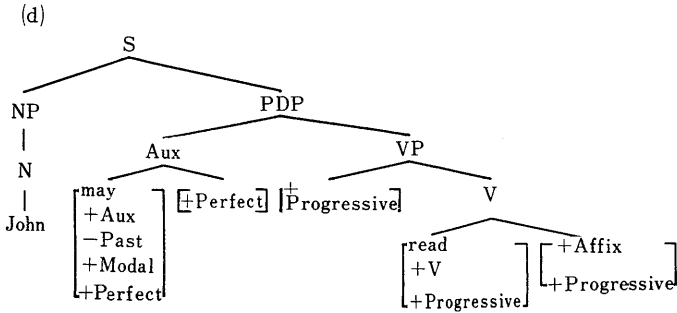 (d)
S
NP PDP
Aux VP
N
John
may
+Aux
−Past
+Modal
+Perfect
[+Perfect]
+
Progressive
V
read
+V
+Progressive
+Affix
+Progressive